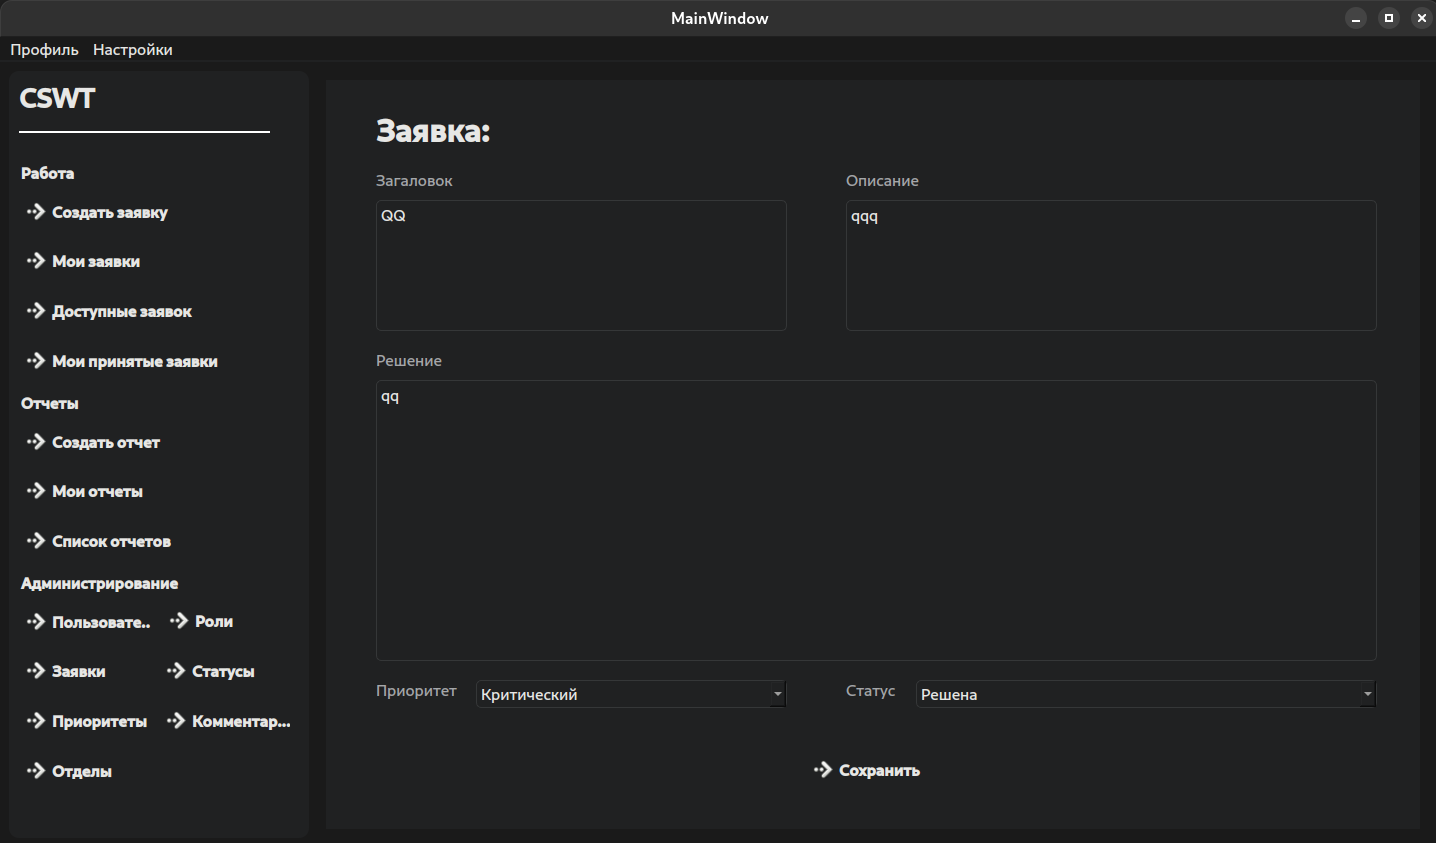 MainWindow
Профиль Настройки
CSWT
Работа
Создать заявку
Мои заявки
Доступные заявок
Мои принятые заявки
Отчеты
Создать отчет
Мои отчеты
Список отчетов
Администрирование
Пользовате.. Роли
Заявки Статусы
Приоритеты Комментар...
Отделы
Заявка:
Загаловок Описание
QQ qqq
Решение
qq
Приоритет Критический Статус Решена
Сохранить